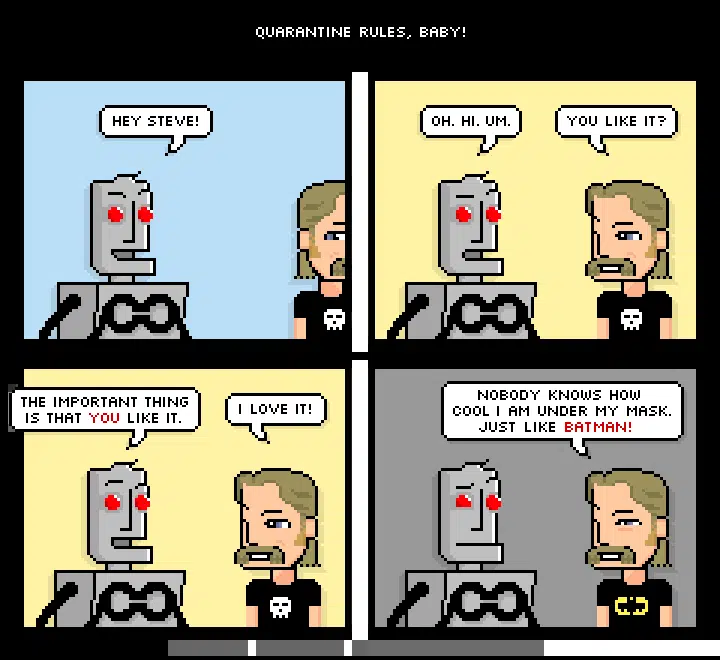 QUARANTINE RULES, BABY!
HEY STEVE!
OH. HI. UM.
YOU LIKE IT?
THE IMPORTANT THING
IS THAT YOU LIKE IT.
I LOVE IT!
NOBODY KNOWS HOW
COOL I AM UNDER MY MASK.
JUST LIKE BATMAN!